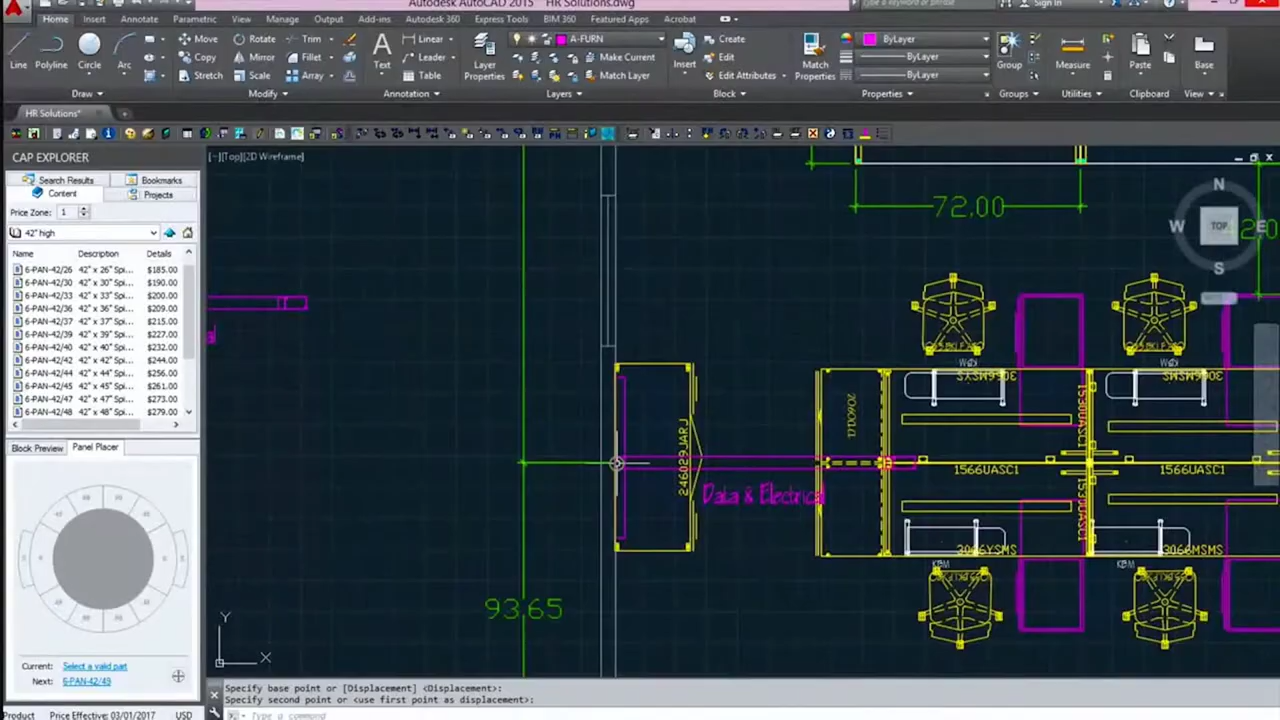 Autodesk AutoCAD 2015 HR Solutions.dwg
Sign In
Home Insert Annotate Parametric View Manage Output Add-ins Autodesk 360 Express Tools BIM 360 Featured Apps Acrobat
Line Polyline Circle Arc
Move Rotate Trim
Copy Mirror Fillet
Stretch Scale Array
Text
Linear
Leader
Table
Layer Properties
A-FURN
Make Current
Match Layer
Insert
Create
Edit
Edit Attributes
Match Properties
ByLayer
ByLayer
ByLayer
Group
Measure
Paste
Base
Draw Modify Annotation Layers Block Properties Groups Utilities Clipboard View
HR Solutions*
CAP EXPLORER
Search Results Bookmarks
Content Projects
Price Zone: 1
42" high
Name Description Details
6-PAN-42/26 42" x 26" Spi... $185.00
6-PAN-42/30 42" x 30" Spi... $190.00
6-PAN-42/33 42" x 33" Spi... $200.00
6-PAN-42/36 42" x 36" Spi... $209.00
6-PAN-42/37 42" x 37" Spi... $215.00
6-PAN-42/39 42" x 39" Spi... $227.00
6-PAN-42/40 42" x 40" Spi... $232.00
6-PAN-42/42 42" x 42" Spi... $244.00
6-PAN-42/44 42" x 44" Spi... $256.00
6-PAN-42/45 42" x 45" Spi... $261.00
6-PAN-42/47 42" x 47" Spi... $273.00
6-PAN-42/48 42" x 48" Spi... $279.00
Block Preview Panel Placer
Current: Select a valid part
Next: 6-PAN-42/49
Product Price Effective: 03/01/2017 USD
[−][Top][2D Wireframe]
72.00
N
W TOP E
S
3066MSMS
1566UASC1 1566UASC1
1530UASC1
1530UASC1
246029JARJ
Data & Electrical
3066YSMS 3066MSMS
KBM KBM
93.65
Y
X
Specify base point or [Displacement] <Displacement>:
Specify second point or <use first point as displacement>:
Type a command